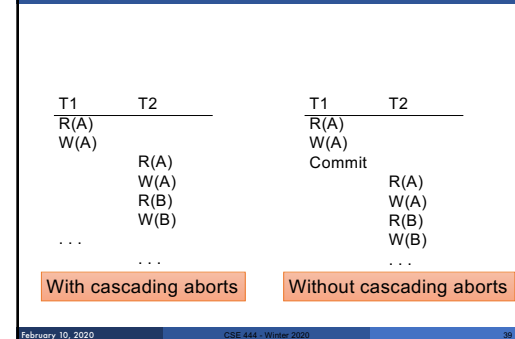 T1 T2 T1 T2
R(A) R(A)
W(A) W(A)
R(A) Commit
W(A) R(A)
R(B) W(A)
W(B) R(B)
. . . W(B)
. . . . . .
With cascading aborts Without cascading aborts
February 10, 2020 CSE 444 - Winter 2020 39